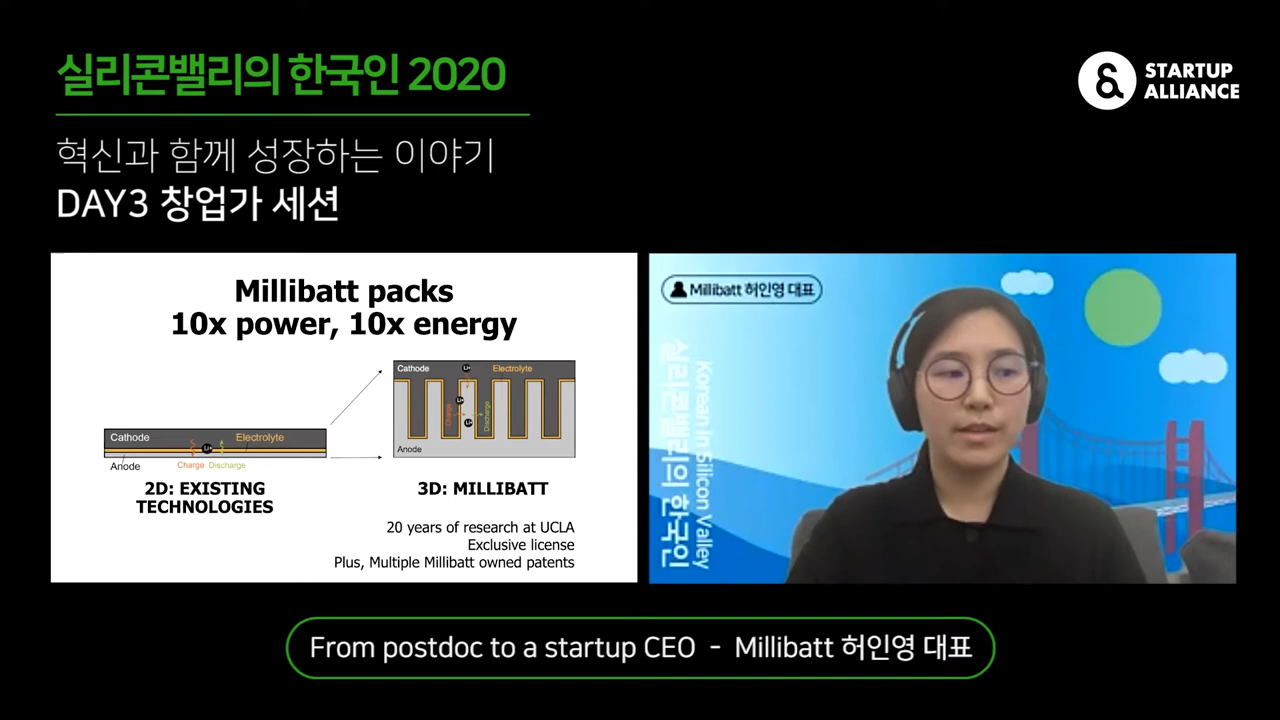 실리콘밸리의 한국인 2020
STARTUP
ALLIANCE
혁신과 함께 성장하는 이야기
DAY3 창업가 세션
Millibatt packs
10x power, 10x energy
Cathode
Electrolyte
Li+
Anode
Charge
Discharge
2D: EXISTING
TECHNOLOGIES
Cathode
Li+
Electrolyte
Li+
Charge
Discharge
Li+
Anode
3D: MILLIBATT
20 years of research at UCLA
Exclusive license
Plus, Multiple Millibatt owned patents
Millibatt 허인영 대표
Korean in Silicon Valley
실리콘밸리의 한국인
From postdoc to a startup CEO - Millibatt 허인영 대표